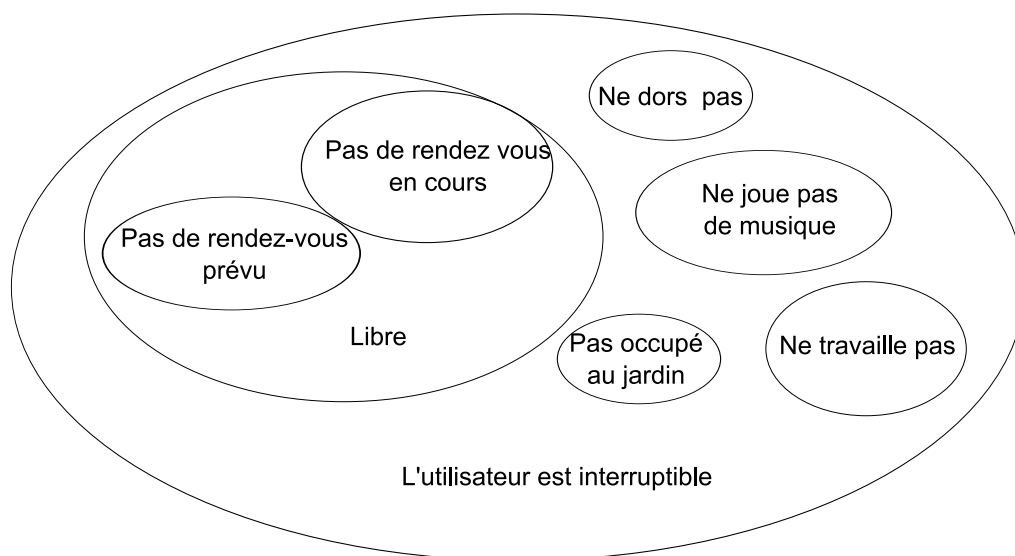 Ne dors pas
Pas de rendez vous
en cours
Ne joue pas
de musique
Pas de rendez-vous
prévu
Libre
Pas occupé
au jardin
Ne travaille pas
L'utilisateur est interruptible